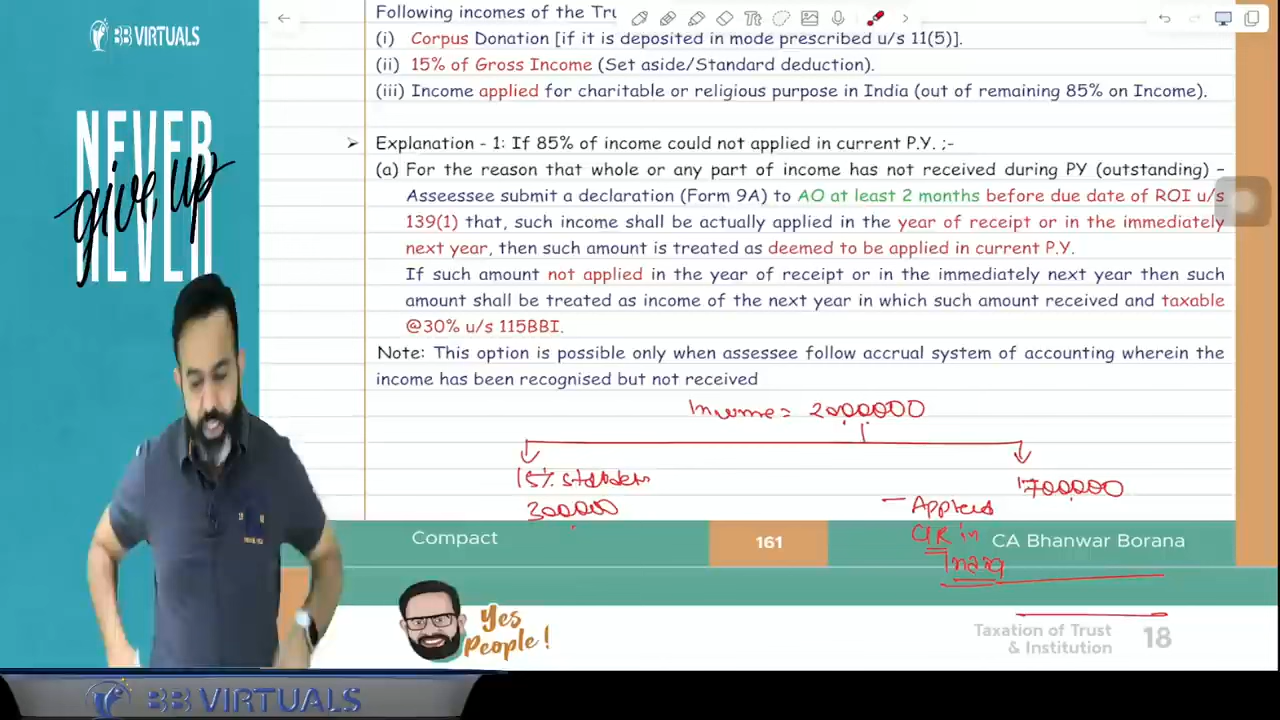 BB VIRTUALS
NEVER
give up
NEVER
Following incomes of the Tru
(i) Corpus Donation [if it is deposited in mode prescribed u/s 11(5)].
(ii) 15% of Gross Income (Set aside/Standard deduction).
(iii) Income applied for charitable or religious purpose in India (out of remaining 85% on Income).
➤ Explanation - 1: If 85% of income could not applied in current P.Y. ;-
(a) For the reason that whole or any part of income has not received during PY (outstanding) –
Asseessee submit a declaration (Form 9A) to AO at least 2 months before due date of ROI u/s
139(1) that, such income shall be actually applied in the year of receipt or in the immediately
next year, then such amount is treated as deemed to be applied in current P.Y.
If such amount not applied in the year of receipt or in the immediately next year then such
amount shall be treated as income of the next year in which such amount received and taxable
@30% u/s 115BBI.
Note: This option is possible only when assessee follow accrual system of accounting wherein the
income has been recognised but not received
Income = 2000000
15%
300000
1700000
– Applied
in
Compact
161
CA Bhanwar Borana
Yes
People!
Taxation of Trust
& Institution
18
BB VIRTUALS